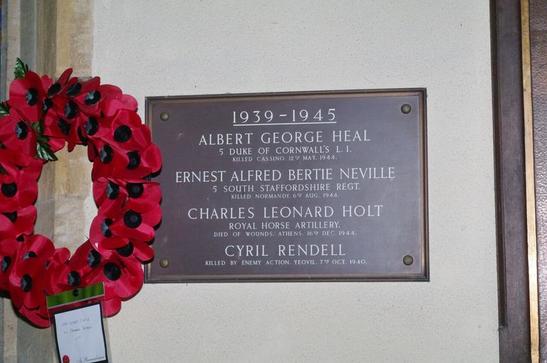 1939-1945
ALBERT GEORGE HEAL
5 DUKE OF CORNWALL'S L.I.
KILLED CASSINO. 12TH MAY. 1944.
ERNEST ALFRED BERTIE NEVILLE
5 SOUTH STAFFORDSHIRE REGT.
KILLED NORMANDY. 6TH AUG. 1944.
CHARLES LEONARD HOLT
ROYAL HORSE ARTILLERY.
DIED OF WOUNDS. ATHENS. 16TH DEC. 1944.
CYRIL RENDELL
KILLED BY ENEMY ACTION. YEOVIL. 7TH OCT. 1940.